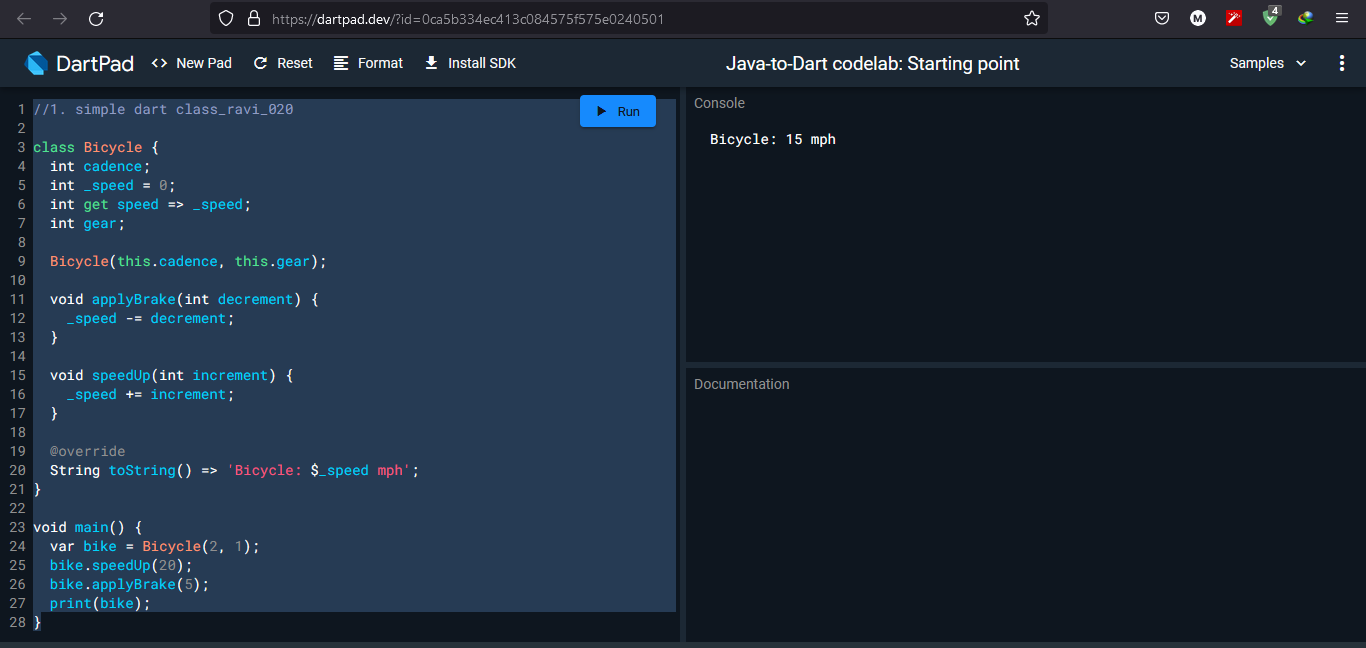 https://dartpad.dev/?id=0ca5b334ec413c084575f575e0240501
M
4
DartPad
<> New Pad
Reset
Format
Install SDK
Java-to-Dart codelab: Starting point
Samples
1 //1. simple dart class_ravi_020
2
3 class Bicycle {
4   int cadence;
5   int _speed = 0;
6   int get speed => _speed;
7   int gear;
8
9   Bicycle(this.cadence, this.gear);
10
11   void applyBrake(int decrement) {
12     _speed -= decrement;
13   }
14
15   void speedUp(int increment) {
16     _speed += increment;
17   }
18
19   @override
20   String toString() => 'Bicycle: $_speed mph';
21 }
22
23 void main() {
24   var bike = Bicycle(2, 1);
25   bike.speedUp(20);
26   bike.applyBrake(5);
27   print(bike);
28 }
Run
Console
Bicycle: 15 mph
Documentation